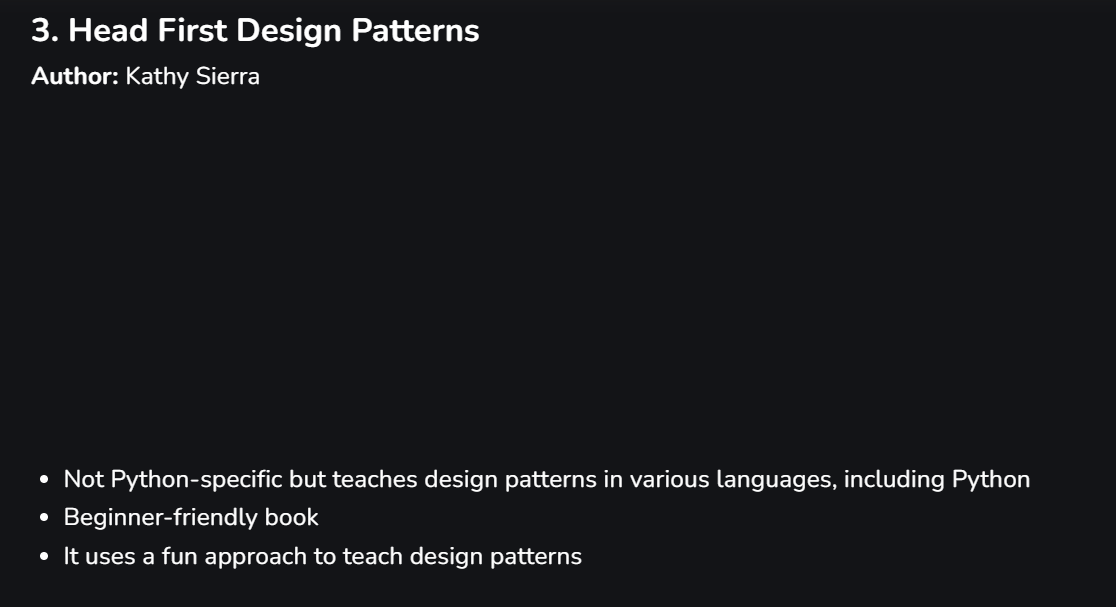 3. Head First Design Patterns
Author: Kathy Sierra
• Not Python-specific but teaches design patterns in various languages, including Python
• Beginner-friendly book
• It uses a fun approach to teach design patterns